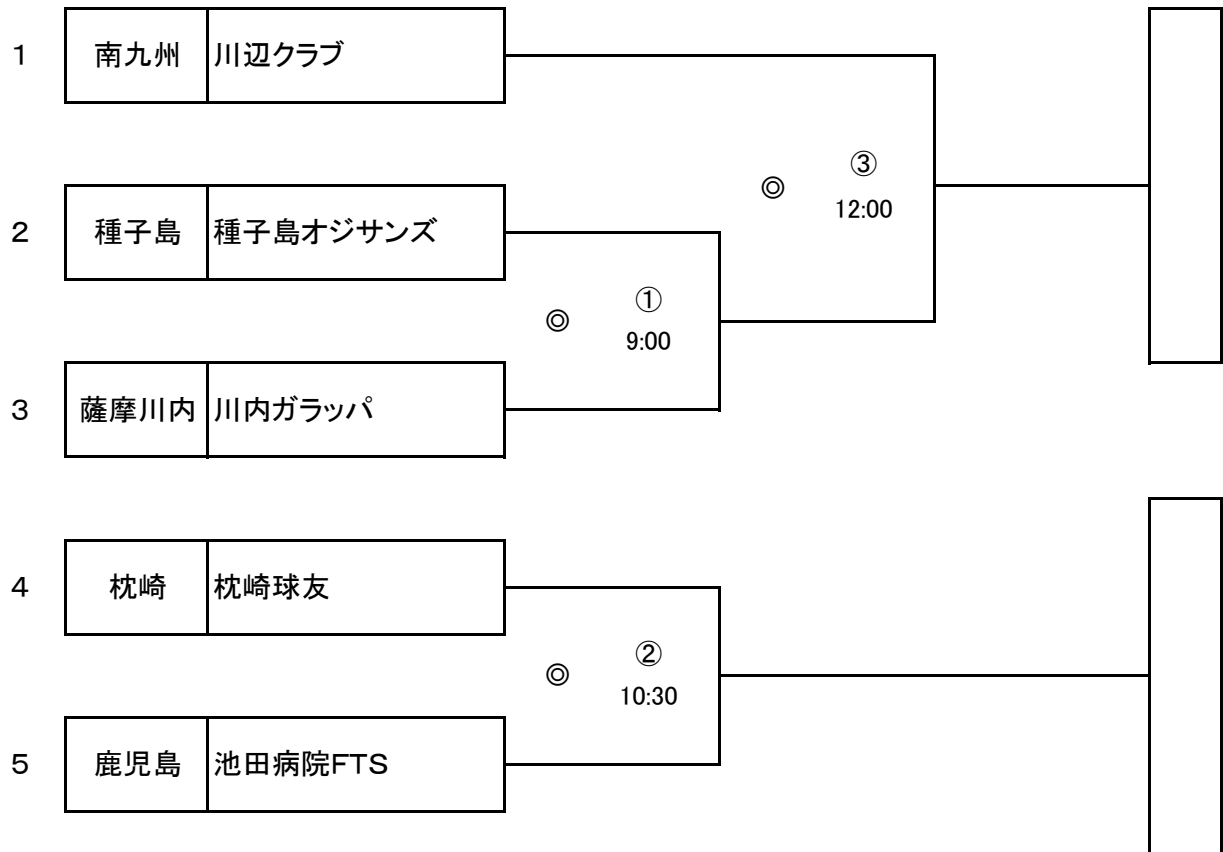 １ 南九州 川辺クラブ
③
◎
12:00
２ 種子島 種子島オジサンズ
①
◎
9:00
３ 薩摩川内 川内ガラッパ
４ 枕崎 枕崎球友
②
◎
10:30
５ 鹿児島 池田病院ＦＴＳ